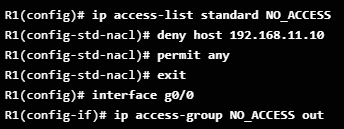 R1(config)# ip access-list standard NO_ACCESS
R1(config-std-nacl)# deny host 192.168.11.10
R1(config-std-nacl)# permit any
R1(config-std-nacl)# exit
R1(config)# interface g0/0
R1(config-if)# ip access-group NO_ACCESS out